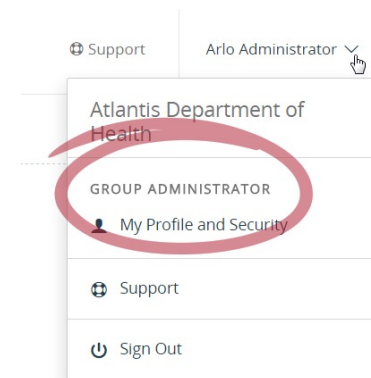 Support
Arlo Administrator
Atlantis Department of
Health
GROUP ADMINISTRATOR
My Profile and Security
Support
Sign Out